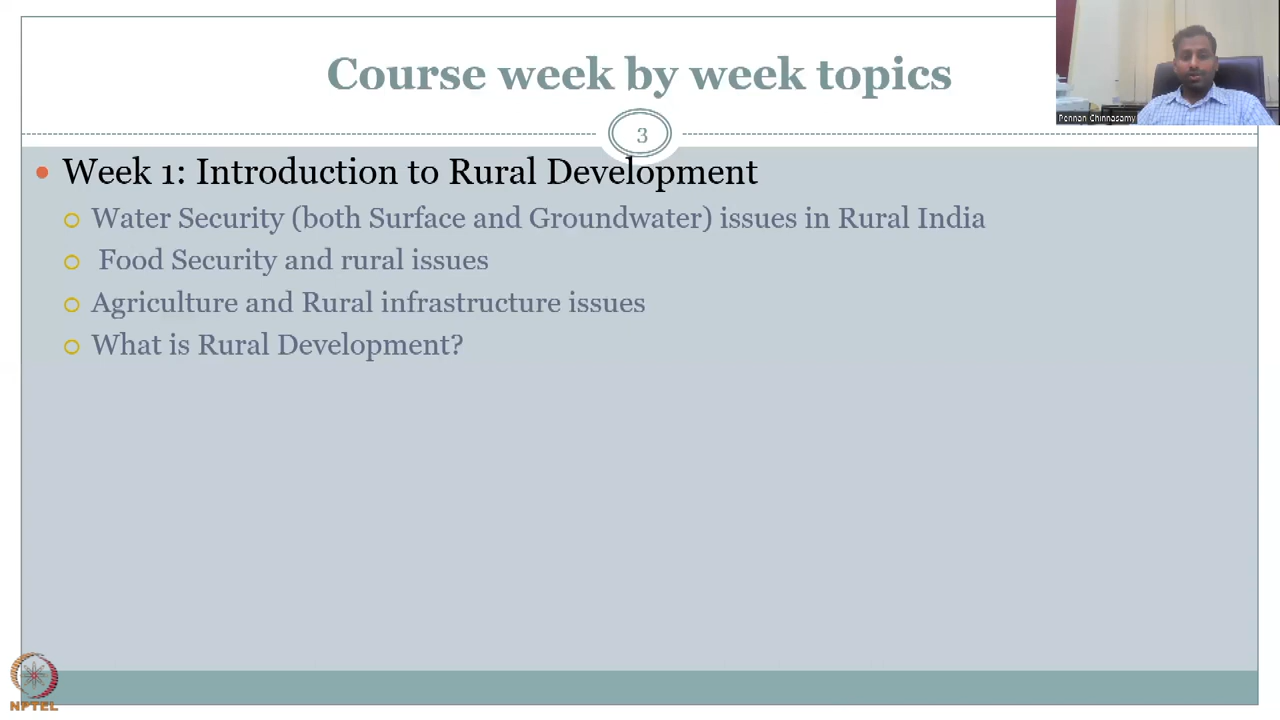 Course week by week topics
Pennan Chinnasamy
3
Week 1: Introduction to Rural Development
Water Security (both Surface and Groundwater) issues in Rural India
Food Security and rural issues
Agriculture and Rural infrastructure issues
What is Rural Development?
NPTEL